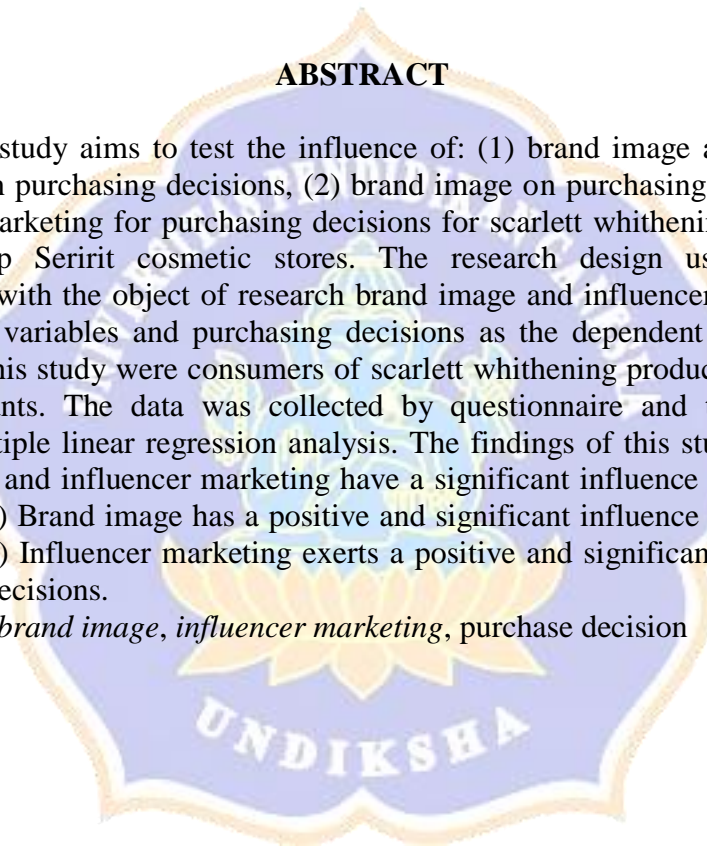 ABSTRACT
study aims to test the influence of: (1) brand image a
n purchasing decisions, (2) brand image on purchasing
arketing for purchasing decisions for scarlett whithenin
p Seririt cosmetic stores. The research design us
with the object of research brand image and influencer
variables and purchasing decisions as the dependent
his study were consumers of scarlett whithening produc
nts. The data was collected by questionnaire and
tiple linear regression analysis. The findings of this stu
and influencer marketing have a significant influence
) Brand image has a positive and significant influence
) Influencer marketing exerts a positive and significan
ecisions.
brand image, influencer marketing, purchase decision
UNDIKSHA